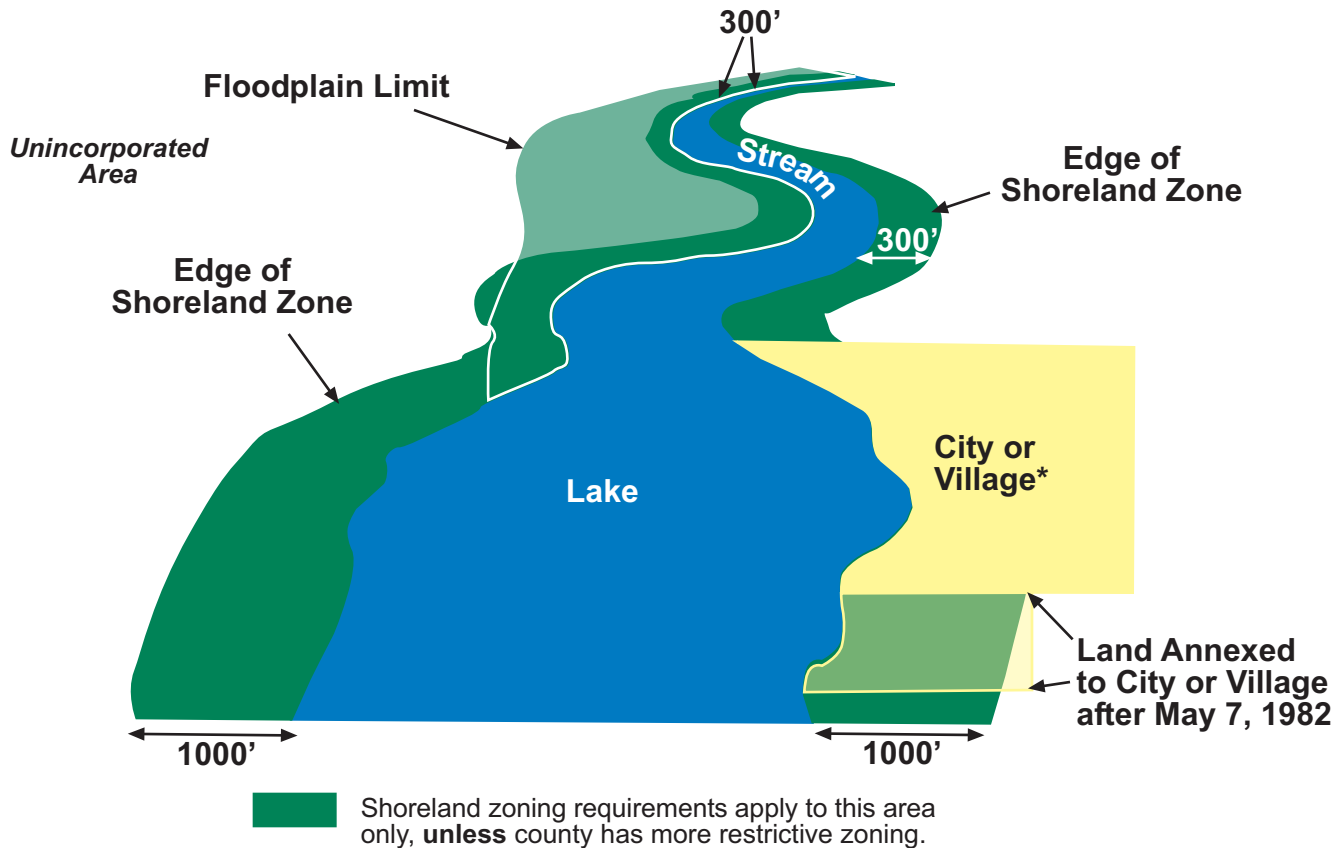 300’
Floodplain Limit
Unincorporated
Area
Stream
Edge of
Shoreland Zone
300’
Edge of
Shoreland Zone
City or
Village*
Lake
Land Annexed
to City or Village
after May 7, 1982
1000’
1000’
Shoreland zoning requirements apply to this area
only, unless county has more restrictive zoning.